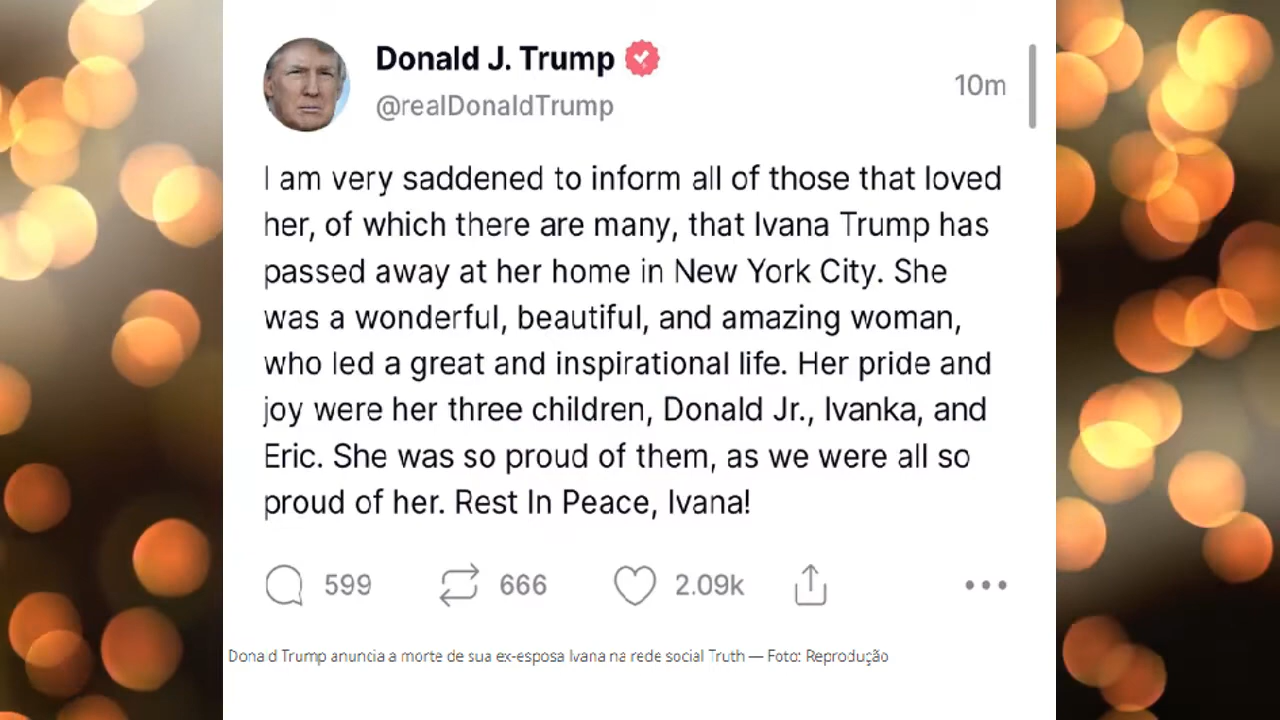 Donald J. Trump
@realDonaldTrump
10m
I am very saddened to inform all of those that loved
her, of which there are many, that Ivana Trump has
passed away at her home in New York City. She
was a wonderful, beautiful, and amazing woman,
who led a great and inspirational life. Her pride and
joy were her three children, Donald Jr., Ivanka, and
Eric. She was so proud of them, as we were all so
proud of her. Rest In Peace, Ivana!
599 666 2.09k
Donald Trump anuncia a morte de sua ex-esposa Ivana na rede social Truth — Foto: Reprodução